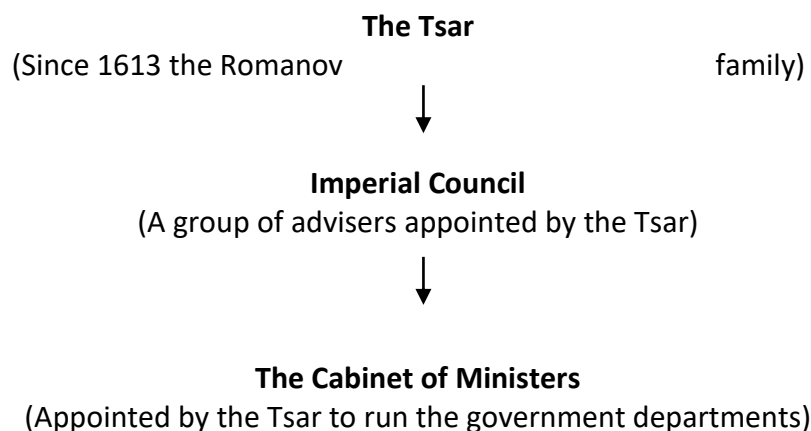 The Tsar
(Since 1613 the Romanov family)
Imperial Council
(A group of advisers appointed by the Tsar)
The Cabinet of Ministers
(Appointed by the Tsar to run the government departments)